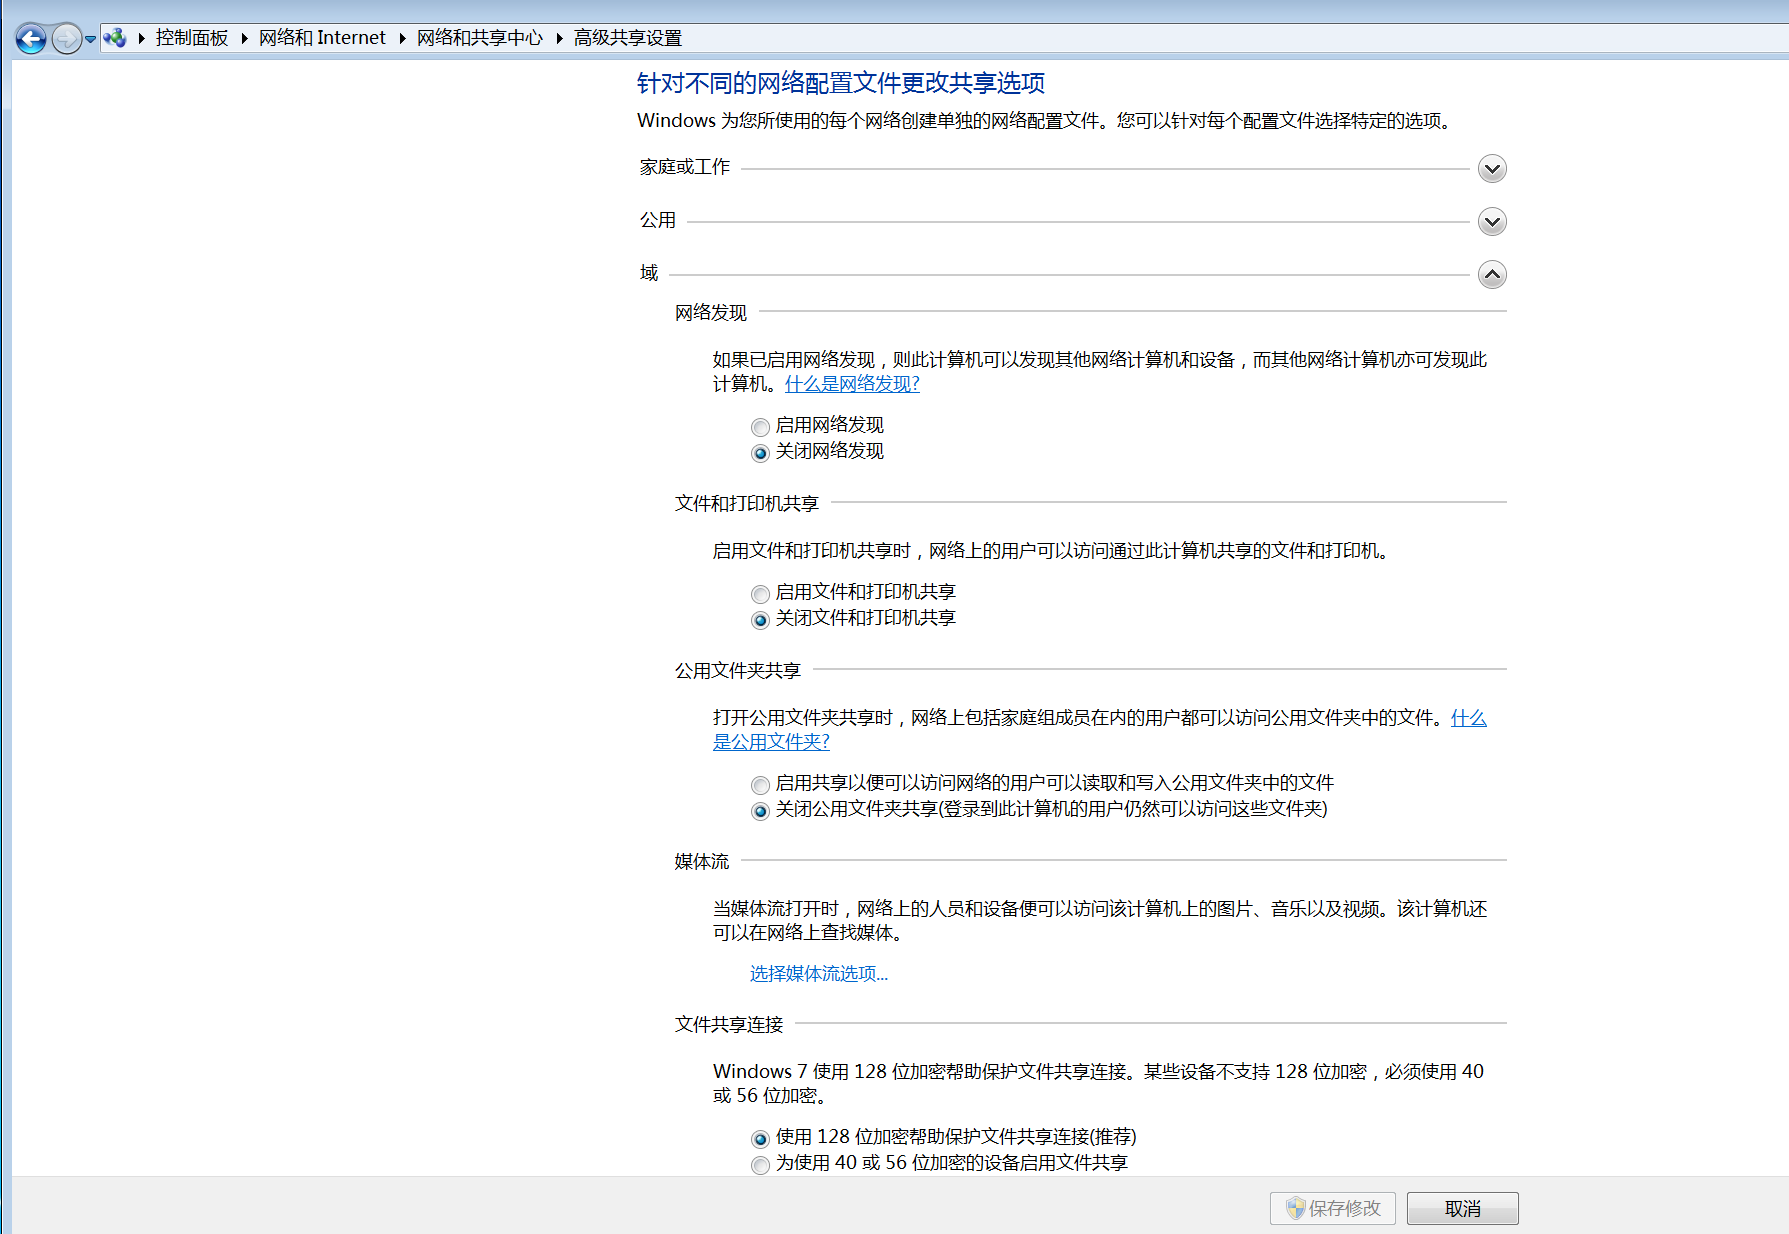 控制面板 网络和 Internet 网络和共享中心 高级共享设置
针对不同的网络配置文件更改共享选项
Windows 为您所使用的每个网络创建单独的网络配置文件。您可以针对每个配置文件选择特定的选项。
家庭或工作
公用
域
网络发现
如果已启用网络发现，则此计算机可以发现其他网络计算机和设备，而其他网络计算机亦可发现此
计算机。什么是网络发现?
启用网络发现
关闭网络发现
文件和打印机共享
启用文件和打印机共享时，网络上的用户可以访问通过此计算机共享的文件和打印机。
启用文件和打印机共享
关闭文件和打印机共享
公用文件夹共享
打开公用文件夹共享时，网络上包括家庭组成员在内的用户都可以访问公用文件夹中的文件。什么
是公用文件夹?
启用共享以便可以访问网络的用户可以读取和写入公用文件夹中的文件
关闭公用文件夹共享(登录到此计算机的用户仍然可以访问这些文件夹)
媒体流
当媒体流打开时，网络上的人员和设备便可以访问该计算机上的图片、音乐以及视频。该计算机还
可以在网络上查找媒体。
选择媒体流选项...
文件共享连接
Windows 7 使用 128 位加密帮助保护文件共享连接。某些设备不支持 128 位加密，必须使用 40
或 56 位加密。
使用 128 位加密帮助保护文件共享连接(推荐)
为使用 40 或 56 位加密的设备启用文件共享
保存修改 取消